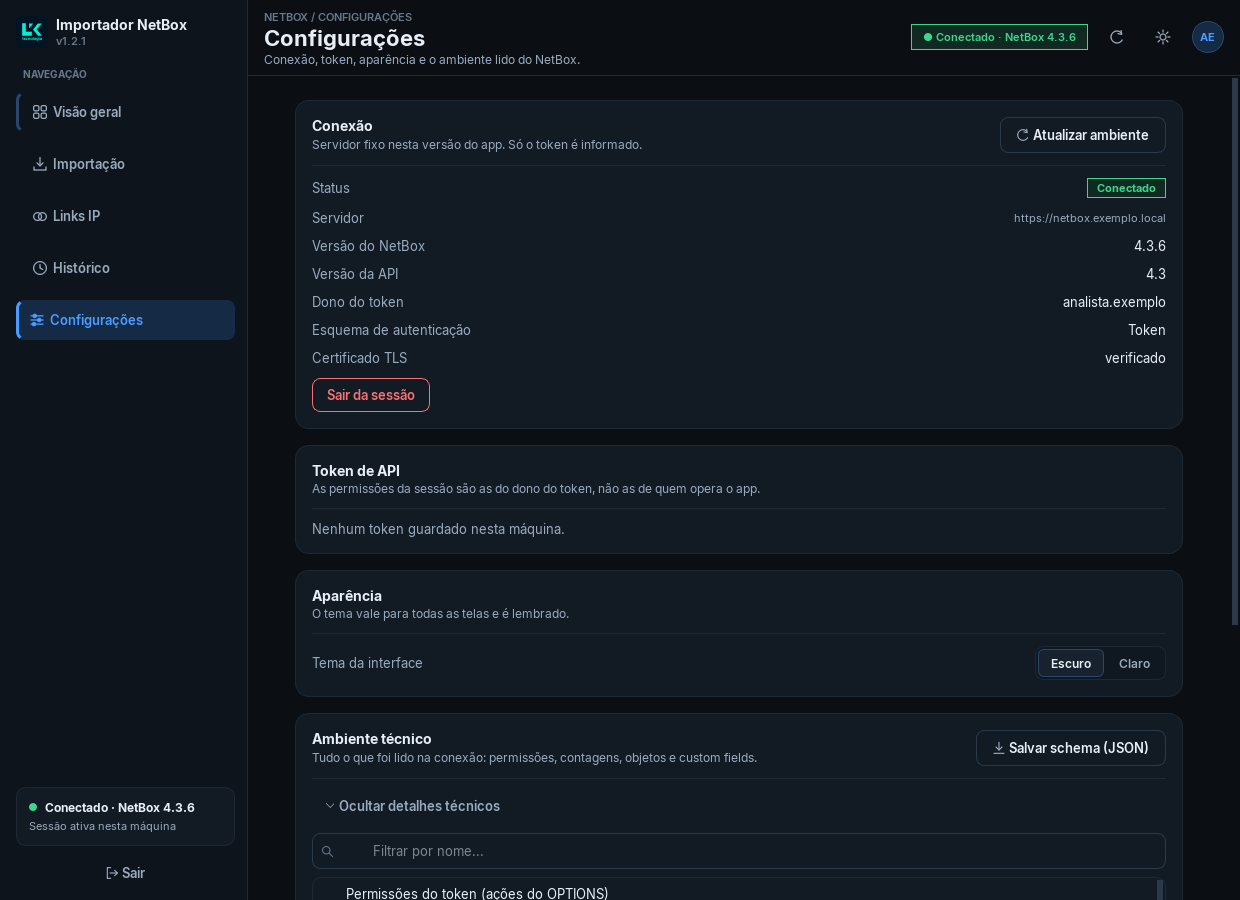 Importador NetBox
v1.2.1
NAVEGAÇÃO
Visão geral
Importação
Links IP
Histórico
Configurações
Conectado · NetBox 4.3.6
Sessão ativa nesta máquina
Sair
NETBOX / CONFIGURAÇÕES
Configurações
Conexão, token, aparência e o ambiente lido do NetBox.
Conectado · NetBox 4.3.6
AE
Conexão
Servidor fixo nesta versão do app. Só o token é informado.
Atualizar ambiente
Status Conectado
Servidor https://netbox.exemplo.local
Versão do NetBox 4.3.6
Versão da API 4.3
Dono do token analista.exemplo
Esquema de autenticação Token
Certificado TLS verificado
Sair da sessão
Token de API
As permissões da sessão são as do dono do token, não as de quem opera o app.
Nenhum token guardado nesta máquina.
Aparência
O tema vale para todas as telas e é lembrado.
Tema da interface Escuro Claro
Ambiente técnico
Tudo o que foi lido na conexão: permissões, contagens, objetos e custom fields.
Salvar schema (JSON)
Ocultar detalhes técnicos
Filtrar por nome...
Permissões do token (ações do OPTIONS)